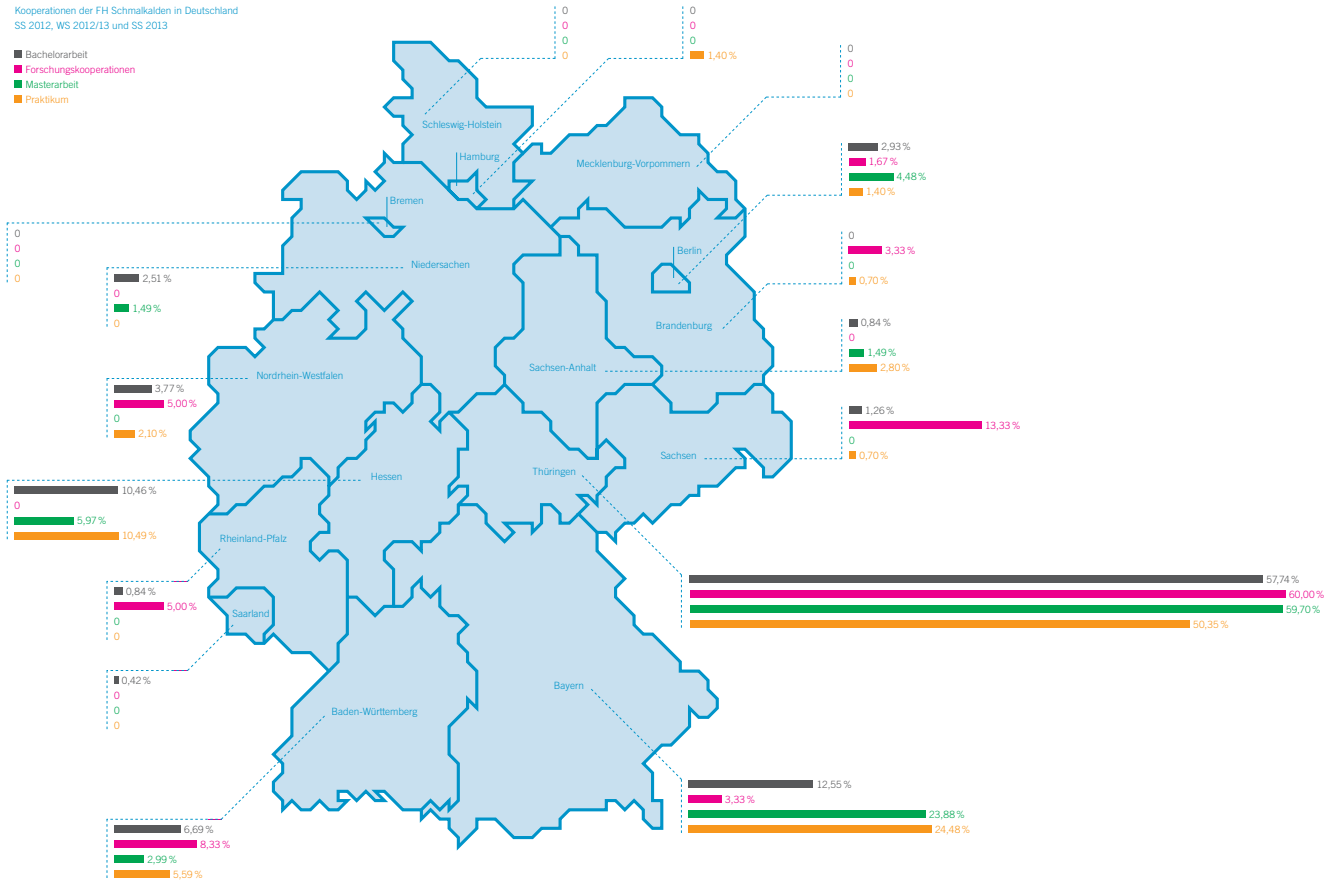 Kooperationen der FH Schmalkalden in Deutschland
SS 2012, WS 2012/13 und SS 2013
Bachelorarbeit
Forschungskooperationen
Masterarbeit
Praktikum
0
0
0
0
0
0
0
1,40 %
0
0
0
0
Schleswig-Holstein
Hamburg
Mecklenburg-Vorpommern
2,93 %
1,67 %
4,48 %
1,40 %
Bremen
0
0
0
0
Niedersachen
2,51 %
0
1,49 %
0
Berlin
0
3,33 %
0
0,70 %
Brandenburg
0,84 %
0
1,49 %
2,80 %
Sachsen-Anhalt
Nordrhein-Westfalen
3,77 %
5,00 %
0
2,10 %
1,26 %
13,33 %
0
0,70 %
Sachsen
Thüringen
Hessen
10,46 %
0
5,97 %
10,49 %
Rheinland-Pfalz
0,84 %
5,00 %
0
0
57,74 %
60,00 %
59,70 %
50,35 %
Saarland
0,42 %
0
0
0
Bayern
Baden-Württemberg
12,55 %
3,33 %
23,88 %
24,48 %
6,69 %
8,33 %
2,99 %
5,59 %